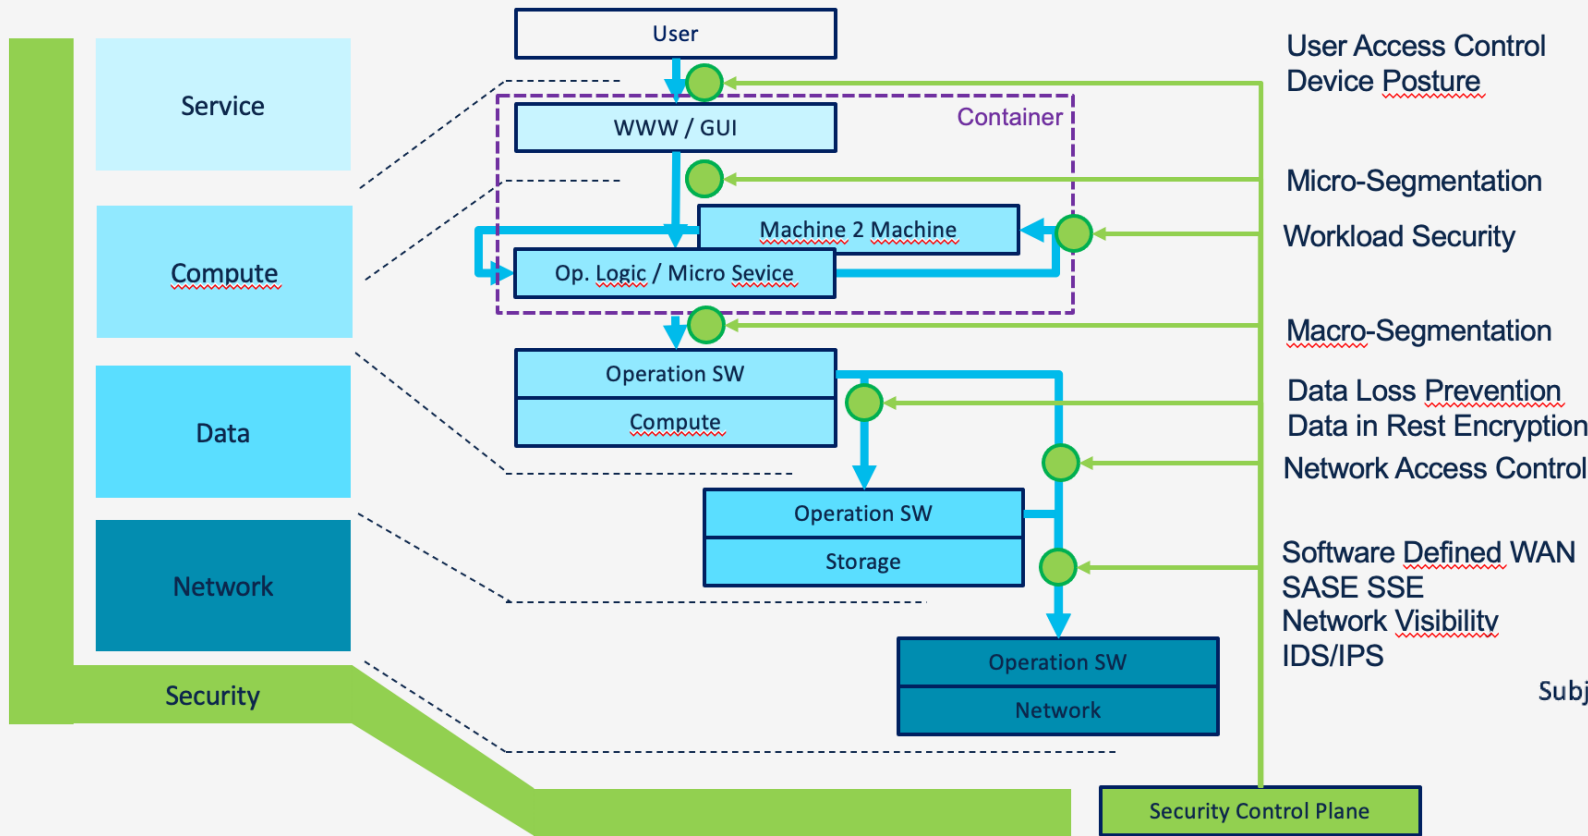 User
Service
WWW / GUI
Container
User Access Control
Device Posture
Micro-Segmentation
Machine 2 Machine
Workload Security
Compute
Op. Logic / Micro Sevice
Macro-Segmentation
Operation SW
Compute
Data Loss Prevention
Data in Rest Encryption
Data
Network Access Control
Operation SW
Storage
Software Defined WAN
SASE SSE
Network Visibility
IDS/IPS
Network
Operation SW
Network
Security
Subj
Security Control Plane